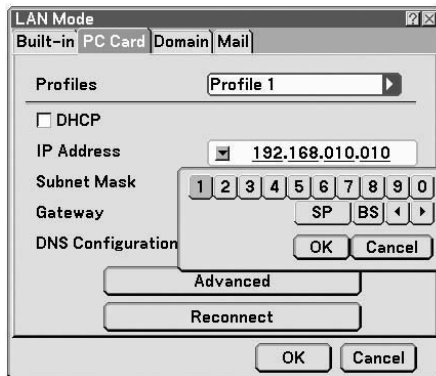 LAN Mode
Built-in PC Card Domain Mail
Profiles Profile 1
DHCP
IP Address 192.168.010.010
Subnet Mask
1 2 3 4 5 6 7 8 9 0
Gateway SP BS
DNS Configuration OK Cancel
Advanced
Reconnect
OK Cancel